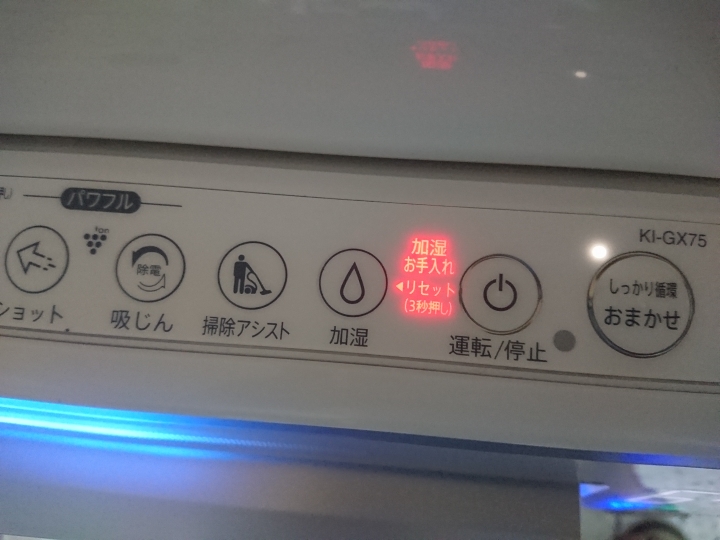 パワフル
KI-GX75
ion
除電
加湿
お手入れ
◀リセット
(3秒押し)
しっかり循環
おまかせ
ショット
吸じん
掃除アシスト
加湿
運転/停止